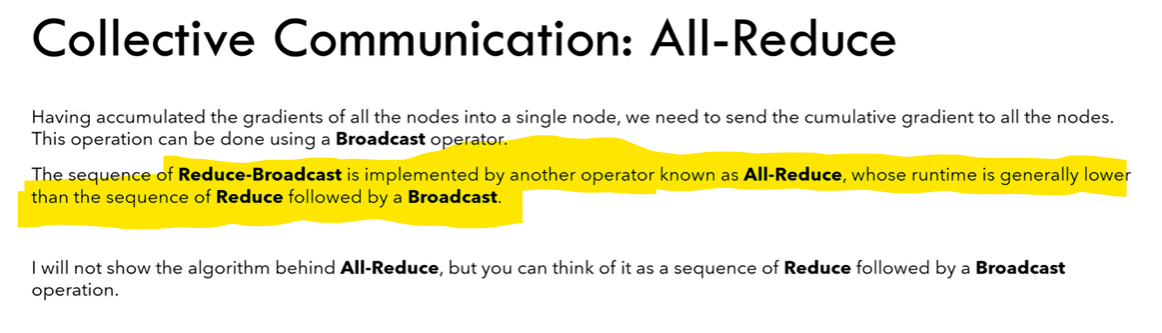 Collective Communication: All-Reduce
Having accumulated the gradients of all the nodes into a single node, we need to send the cumulative gradient to all the nodes.
This operation can be done using a Broadcast operator.
The sequence of Reduce-Broadcast is implemented by another operator known as All-Reduce, whose runtime is generally lower
than the sequence of Reduce followed by a Broadcast.
I will not show the algorithm behind All-Reduce, but you can think of it as a sequence of Reduce followed by a Broadcast
operation.